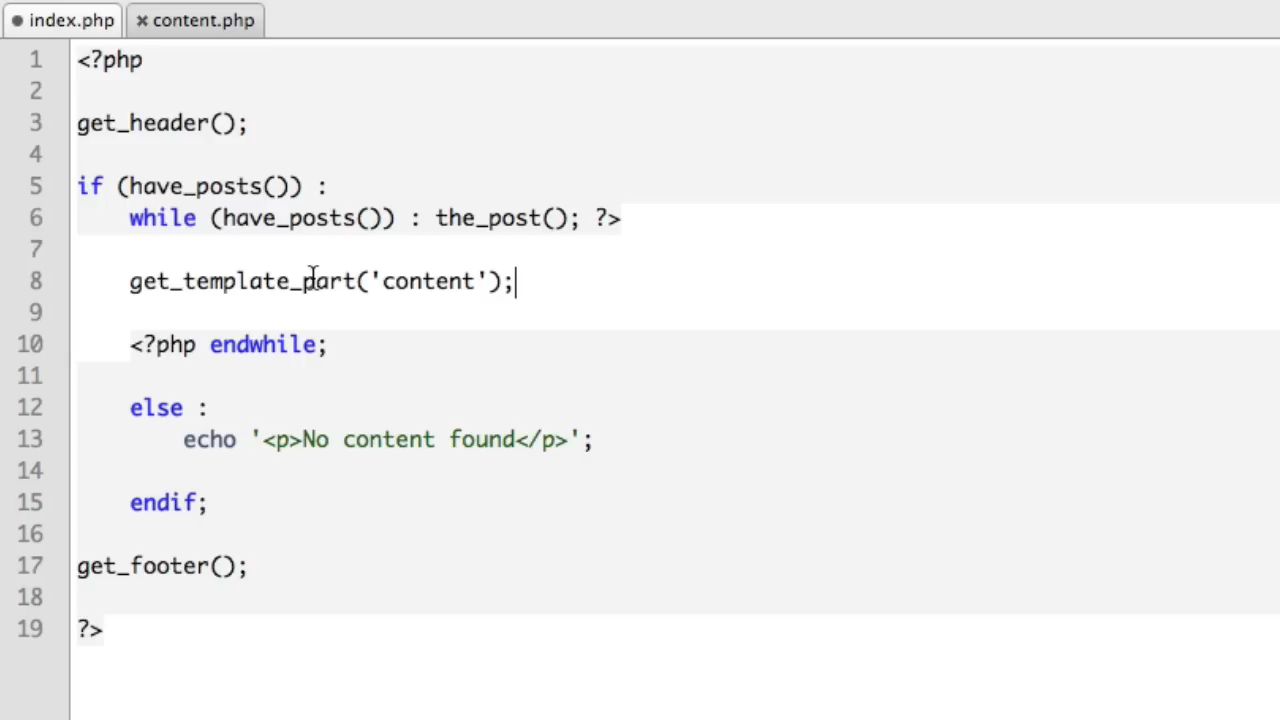 index.php content.php
1 <?php
2
3 get_header();
4
5 if (have_posts()) :
6 while (have_posts()) : the_post(); ?>
7
8 get_template_part('content');
9
10 <?php endwhile;
11
12 else :
13 echo '<p>No content found</p>';
14
15 endif;
16
17 get_footer();
18
19 ?>